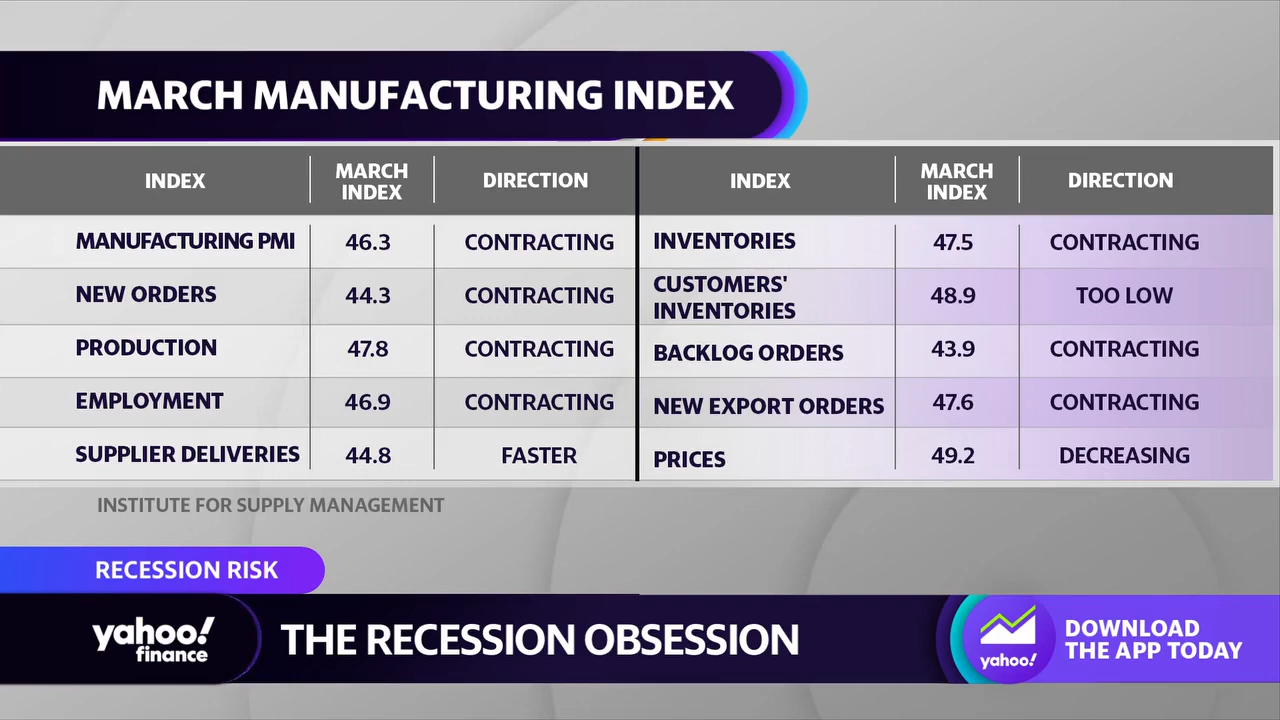 MARCH MANUFACTURING INDEX
INDEX MARCH INDEX DIRECTION INDEX MARCH INDEX DIRECTION
MANUFACTURING PMI 46.3 CONTRACTING INVENTORIES 47.5 CONTRACTING
NEW ORDERS 44.3 CONTRACTING CUSTOMERS' INVENTORIES 48.9 TOO LOW
PRODUCTION 47.8 CONTRACTING BACKLOG ORDERS 43.9 CONTRACTING
EMPLOYMENT 46.9 CONTRACTING NEW EXPORT ORDERS 47.6 CONTRACTING
SUPPLIER DELIVERIES 44.8 FASTER PRICES 49.2 DECREASING
INSTITUTE FOR SUPPLY MANAGEMENT
RECESSION RISK
yahoo!
finance
THE RECESSION OBSESSION
yahoo!
DOWNLOAD
THE APP TODAY